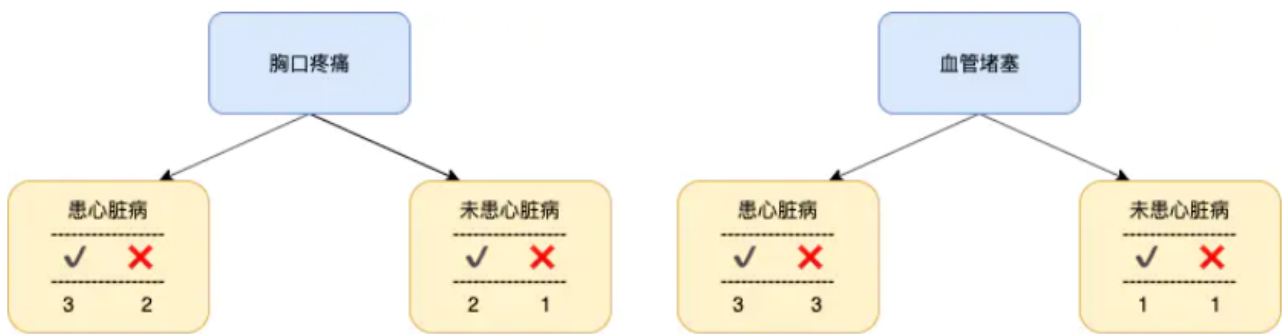 胸口疼痛
血管堵塞
患心脏病
✓ ❌
3 2
未患心脏病
✓ ❌
2 1
患心脏病
✓ ❌
3 3
未患心脏病
✓ ❌
1 1